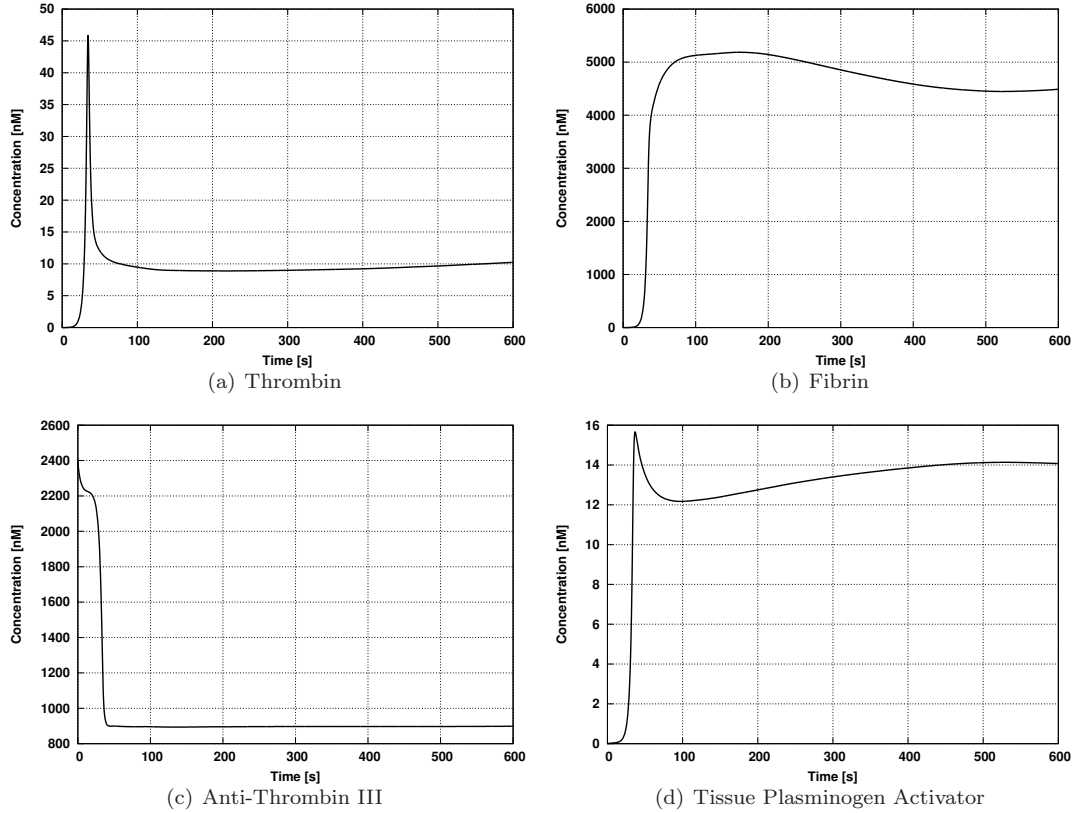 50
45
40
35
30
25
20
15
10
5
0
Concentration [nM]
0 100 200 300 400 500 600
Time [s]
(a) Thrombin
6000
5000
4000
3000
2000
1000
0
Concentration [nM]
0 100 200 300 400 500 600
Time [s]
(b) Fibrin
2600
2400
2200
2000
1800
1600
1400
1200
1000
800
Concentration [nM]
0 100 200 300 400 500 600
Time [s]
(c) Anti-Thrombin III
16
14
12
10
8
6
4
2
0
Concentration [nM]
0 100 200 300 400 500 600
Time [s]
(d) Tissue Plasminogen Activator